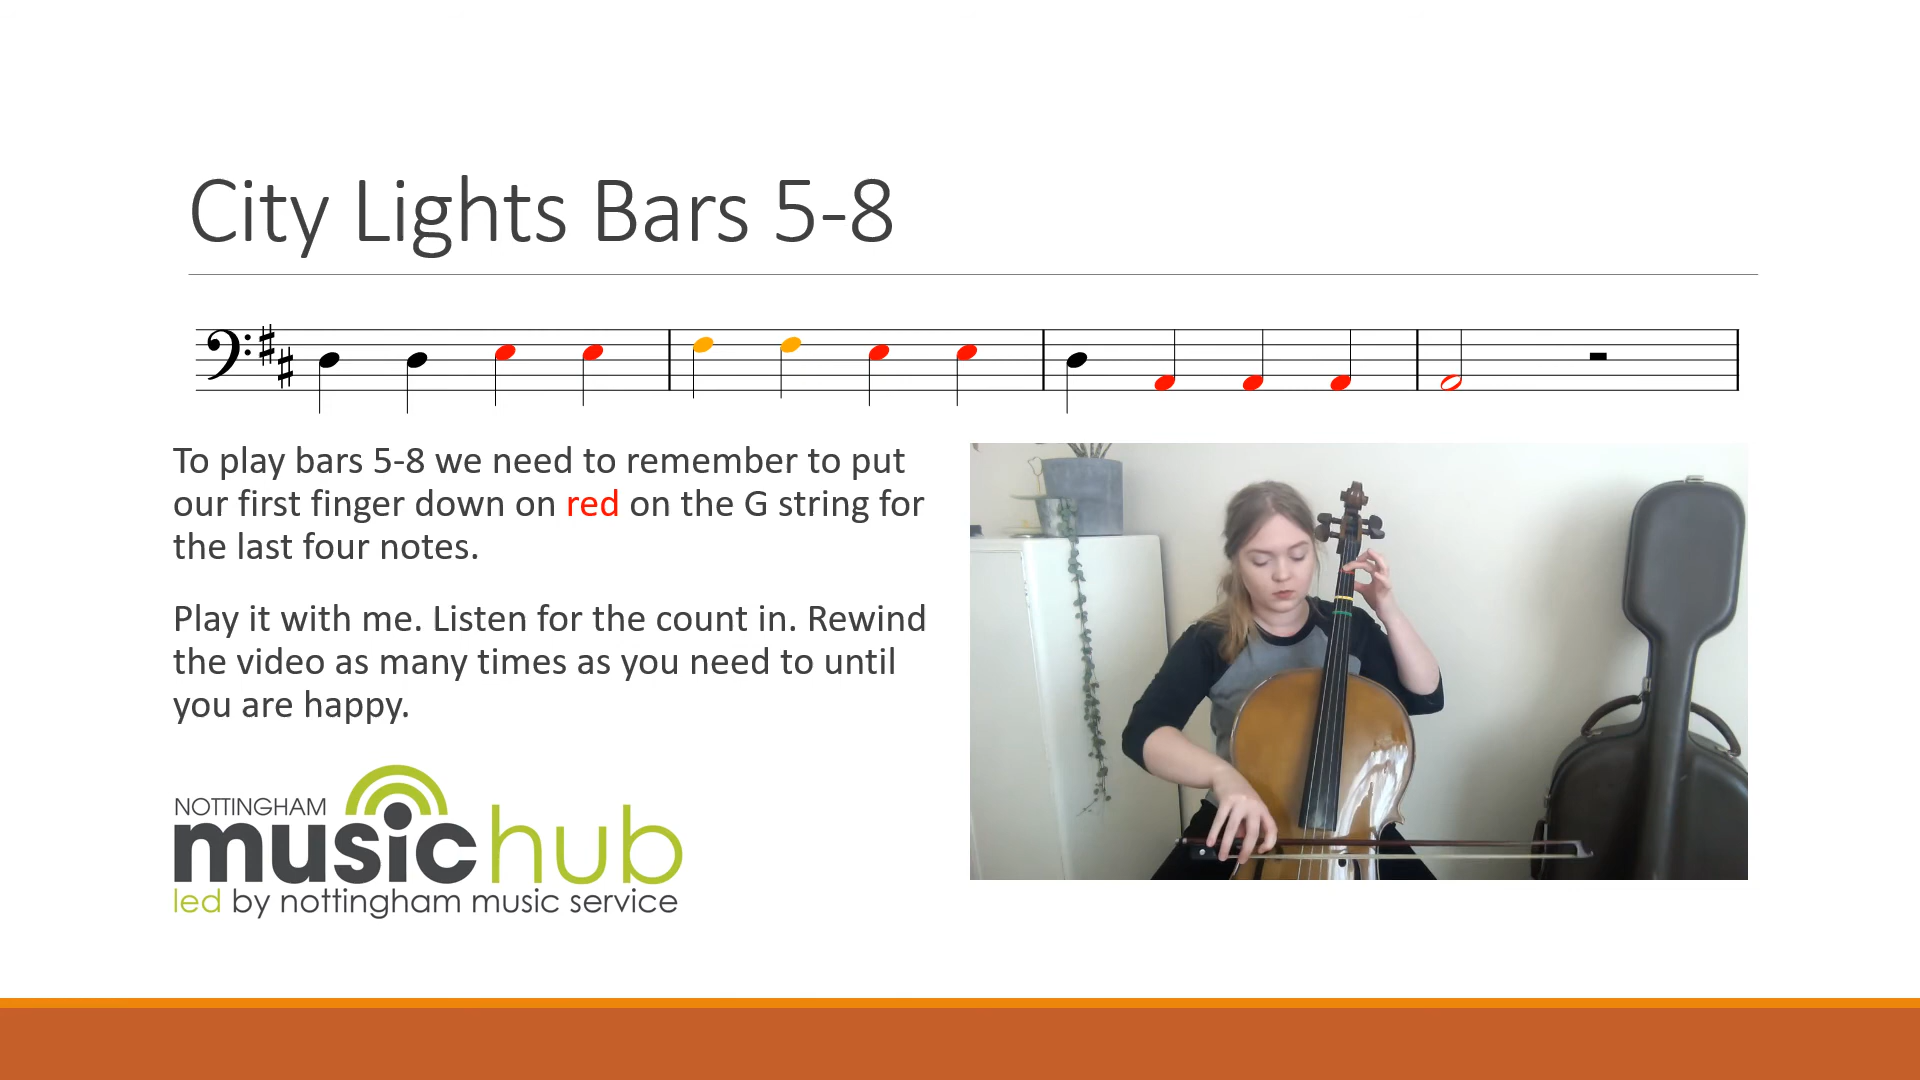 City Lights Bars 5-8
To play bars 5-8 we need to remember to put
our first finger down on red on the G string for
the last four notes.
Play it with me. Listen for the count in. Rewind
the video as many times as you need to until
you are happy.
NOTTINGHAM
musichub
led by nottingham music service